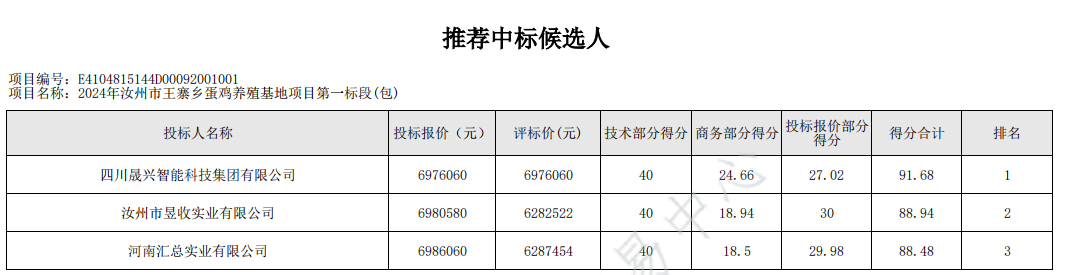 推荐中标候选人
项目编号：E4104815144D00092001001
项目名称：2024年汝州市王寨乡蛋鸡养殖基地项目第一标段(包)
投标人名称 投标报价（元） 评标价(元) 技术部分得分 商务部分得分 投标报价部分得分 得分合计 排名
四川晟兴智能科技集团有限公司 6976060 6976060 40 24.66 27.02 91.68 1
汝州市昱收实业有限公司 6980580 6282522 40 18.94 30 88.94 2
河南汇总实业有限公司 6986060 6287454 40 18.5 29.98 88.48 3
易中心